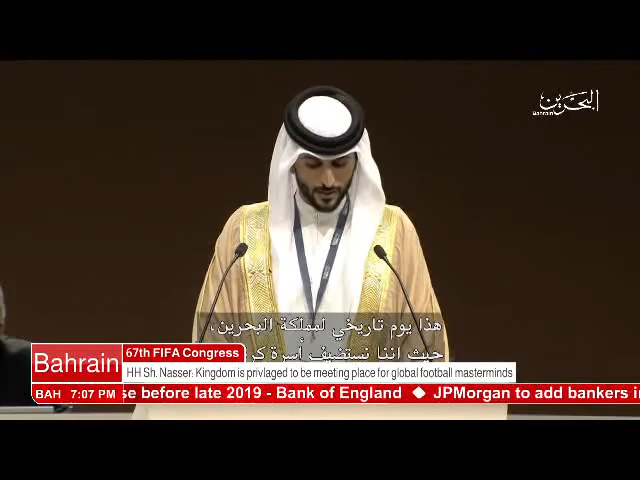 البحرين
Bahrain
هذا يوم تاريخي لمملكة البحرين،
حيث اننا نستضيف أسرة
Bahrain
67th FIFA Congress
HH Sh. Nasser: Kingdom is privlaged to be meeting place for global football masterminds
BAH 7:07 PM se before late 2019 - Bank of England ◆ JPMorgan to add bankers in